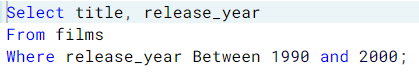 Select title, release_year
From films
Where release_year Between 1990 and 2000;